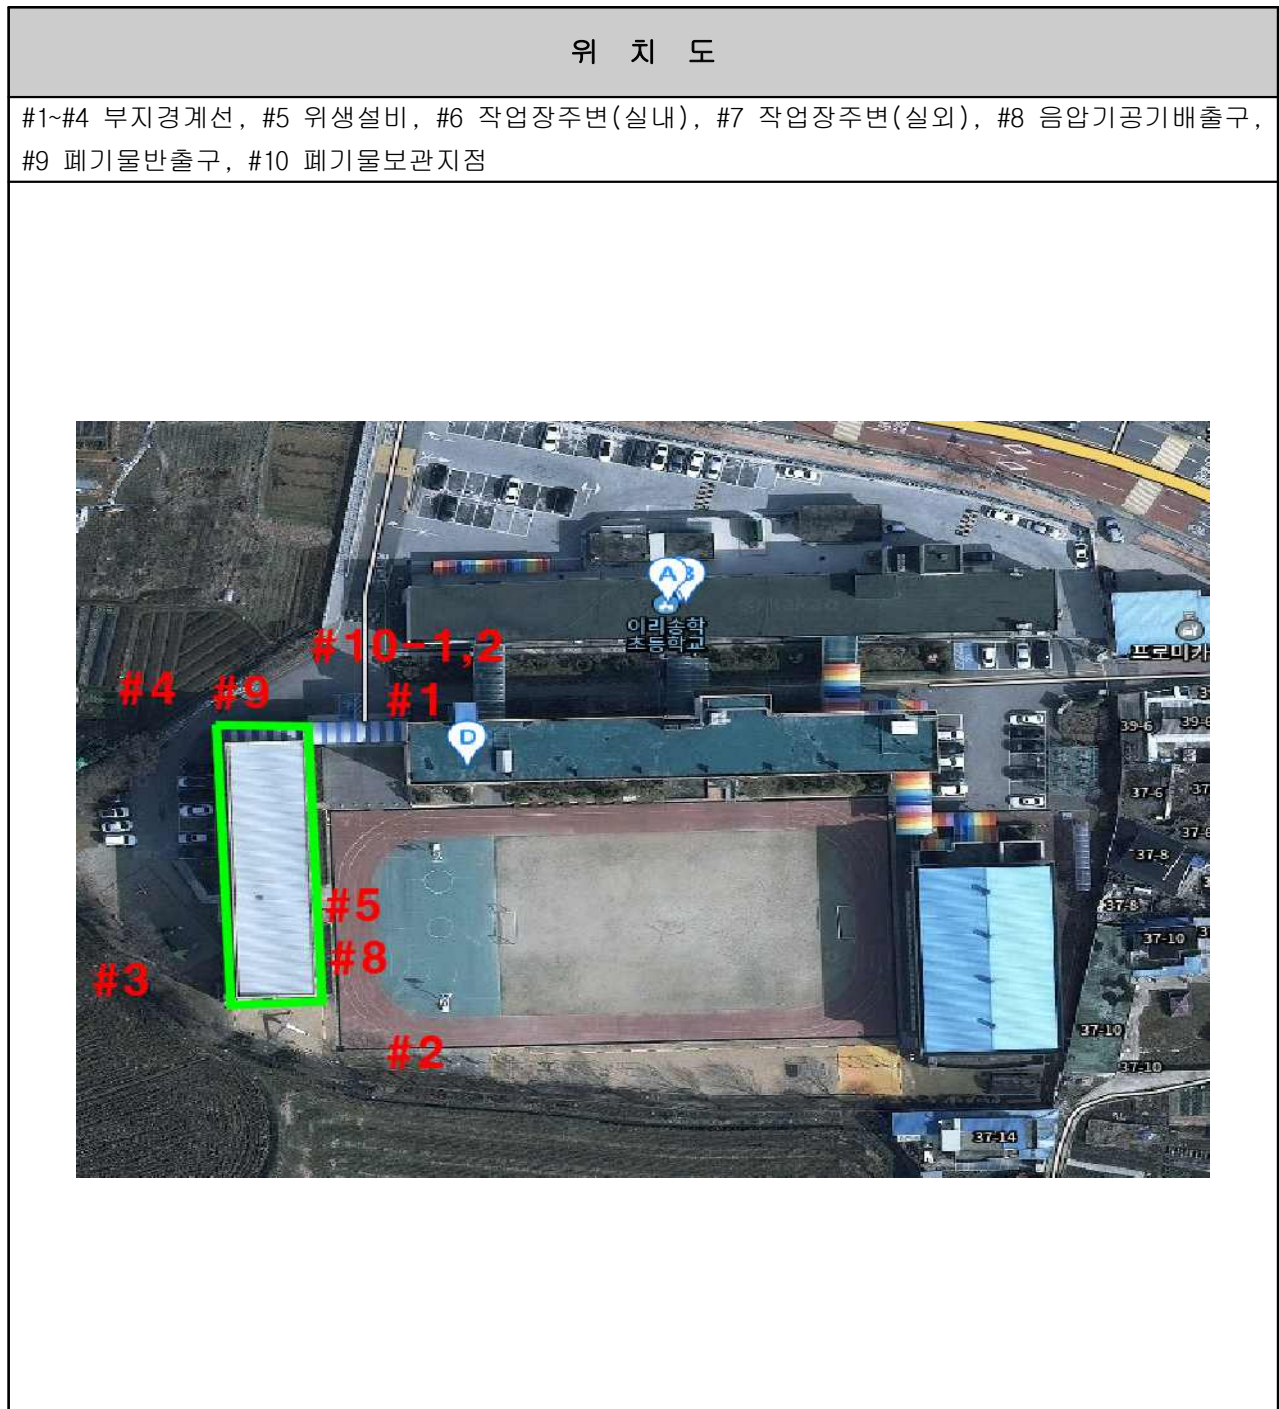 위 치 도
#1~#4 부지경계선, #5 위생설비, #6 작업장주변(실내), #7 작업장주변(실외), #8 음압기공기배출구,
#9 폐기물반출구, #10 폐기물보관지점
A
이리송학
초등학교
#10-1,2
프로미카
#4
#9
#1
39-6
39-6
D
37-6
37
37-8
37-8
#5
37-8
37-10
#8
#3
37-10
#2
37-10
37-14